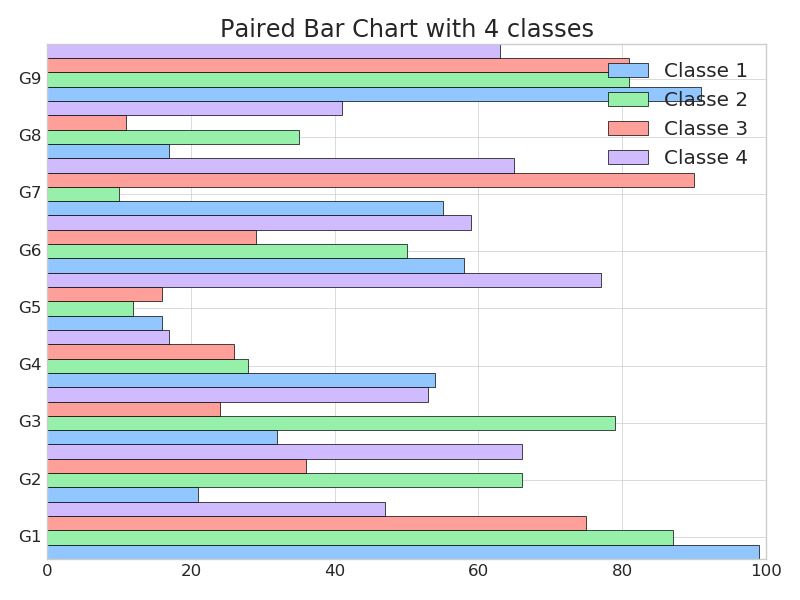 Paired Bar Chart with 4 classes
G9
G8
G7
G6
G5
G4
G3
G2
G1
Classe 1
Classe 2
Classe 3
Classe 4
0 20 40 60 80 100